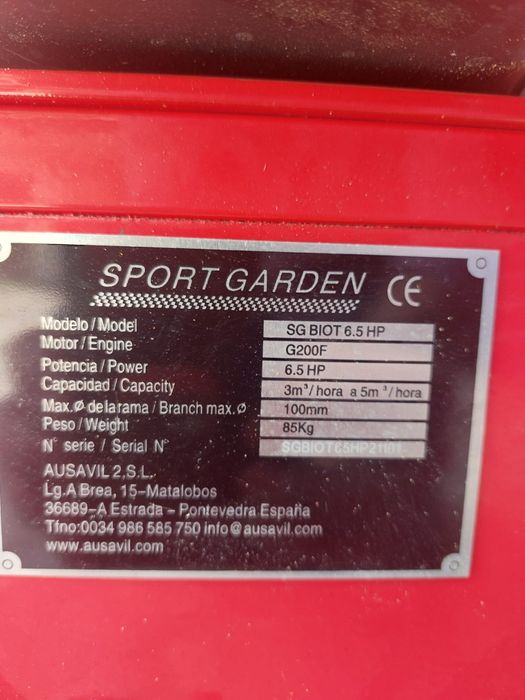 SPORT GARDEN CE
Modelo / Model SG BIOT 6.5 HP
Motor / Engine G200F
Potencia / Power 6.5 HP
Capacidad / Capacity 3m³/hora a 5m³/hora
Max. Ø de la rama / Branch max. Ø 100mm
Peso / Weight 85Kg
N° serie / Serial N°
AUSAVIL 2, S.L.
Lg. A Brea, 15-Matalobos
36689-A Estrada - Pontevedra España
Tfno:0034 986 585 750 info@ausavil.com
www.ausavil.com